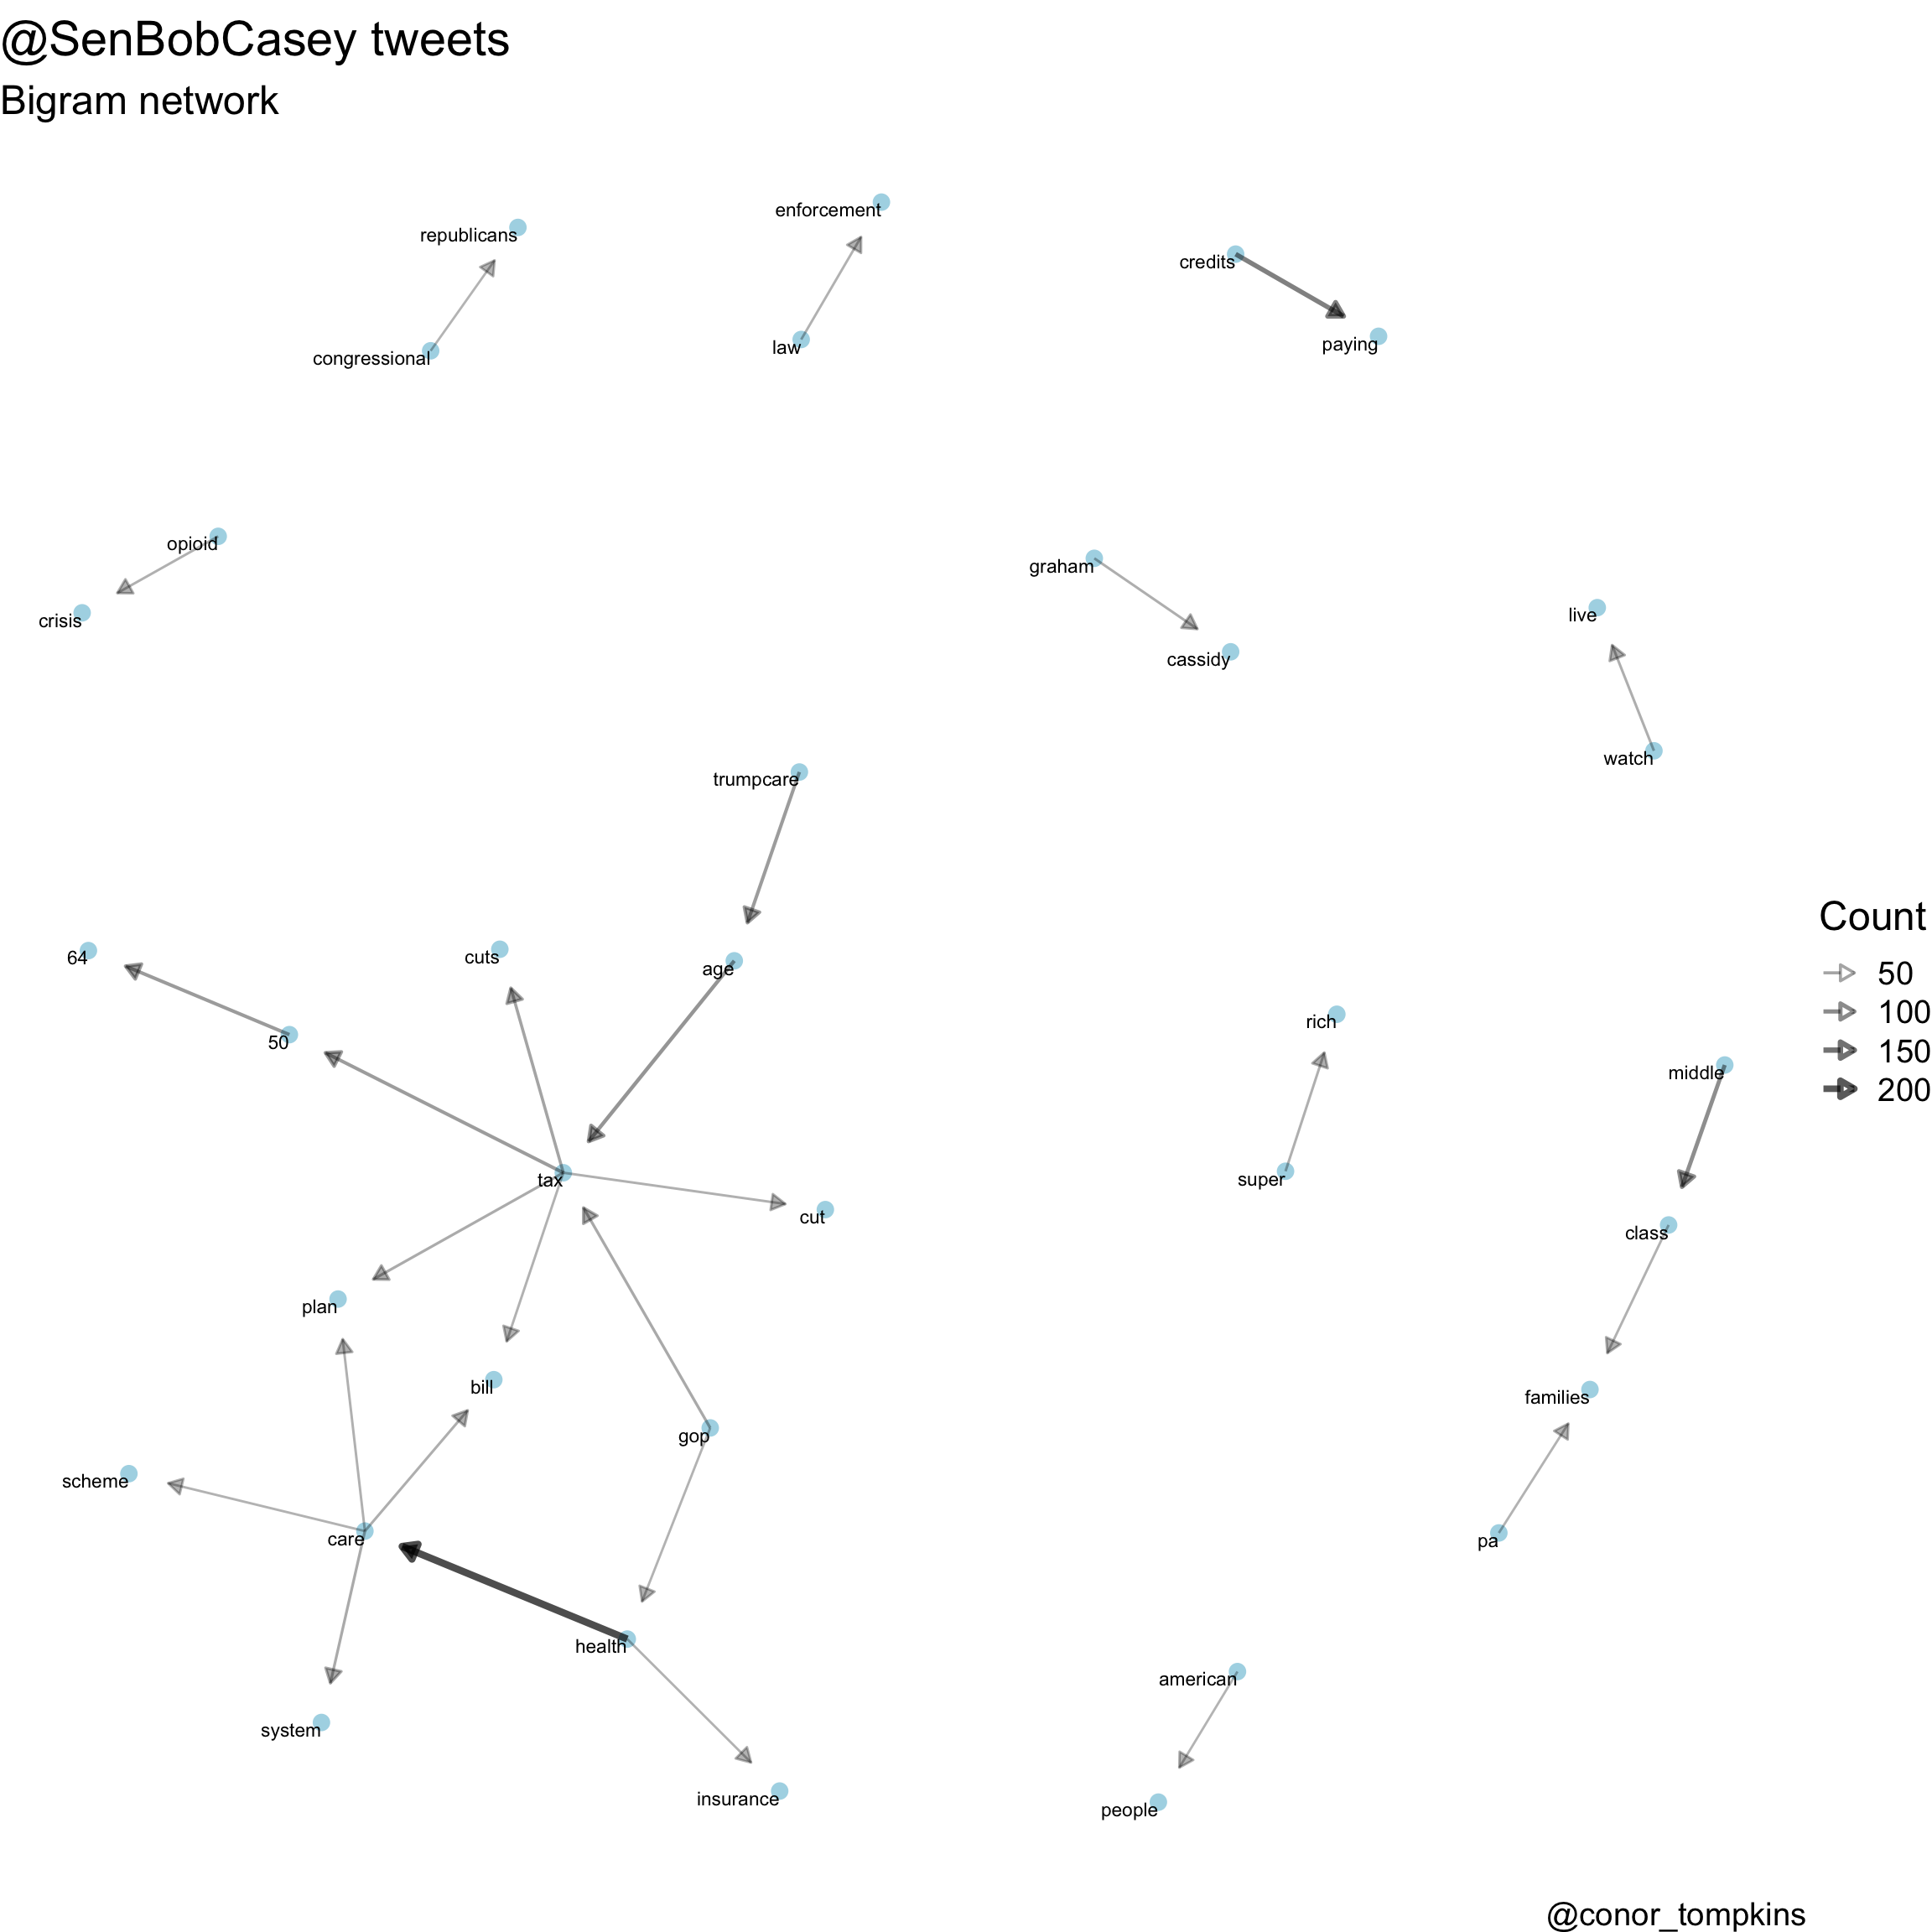 @SenBobCasey tweets
Bigram network
enforcement
republicans
credits
paying
law
congressional
opioid
graham
live
crisis
cassidy
watch
trumpcare
Count
64
cuts
age
50
100
150
200
50
rich
middle
tax
super
cut
class
plan
bill
families
gop
scheme
care
pa
health
american
system
insurance
people
@conor_tompkins